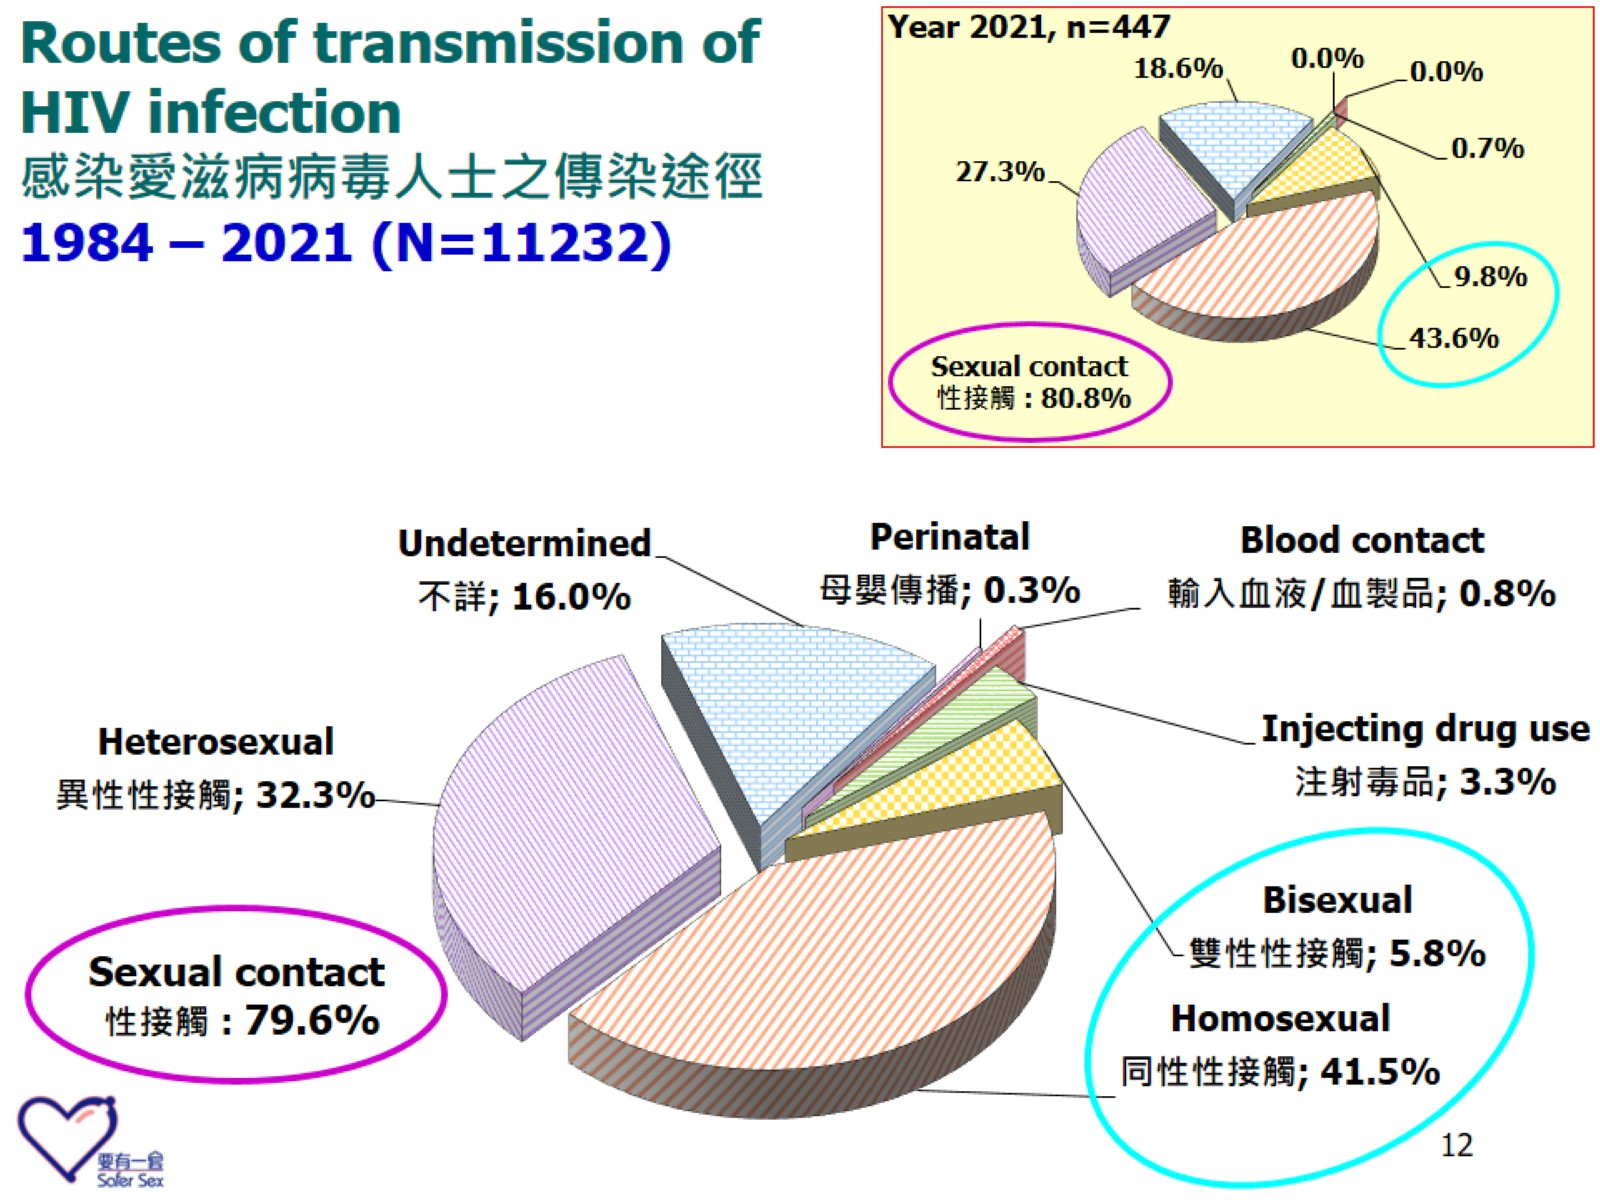 Routes of transmission of
HIV infection
感染愛滋病病毒人士之傳染途徑
1984 – 2021 (N=11232)
Year 2021, n=447
18.6%
0.0%
0.0%
0.7%
27.3%
9.8%
43.6%
Sexual contact
性接觸 : 80.8%
Undetermined
不詳; 16.0%
Perinatal
母嬰傳播; 0.3%
Blood contact
輸入血液/血製品; 0.8%
Heterosexual
異性性接觸; 32.3%
Injecting drug use
注射毒品; 3.3%
Bisexual
雙性性接觸; 5.8%
Sexual contact
性接觸 : 79.6%
Homosexual
同性性接觸; 41.5%
要有一套
Safer Sex
12